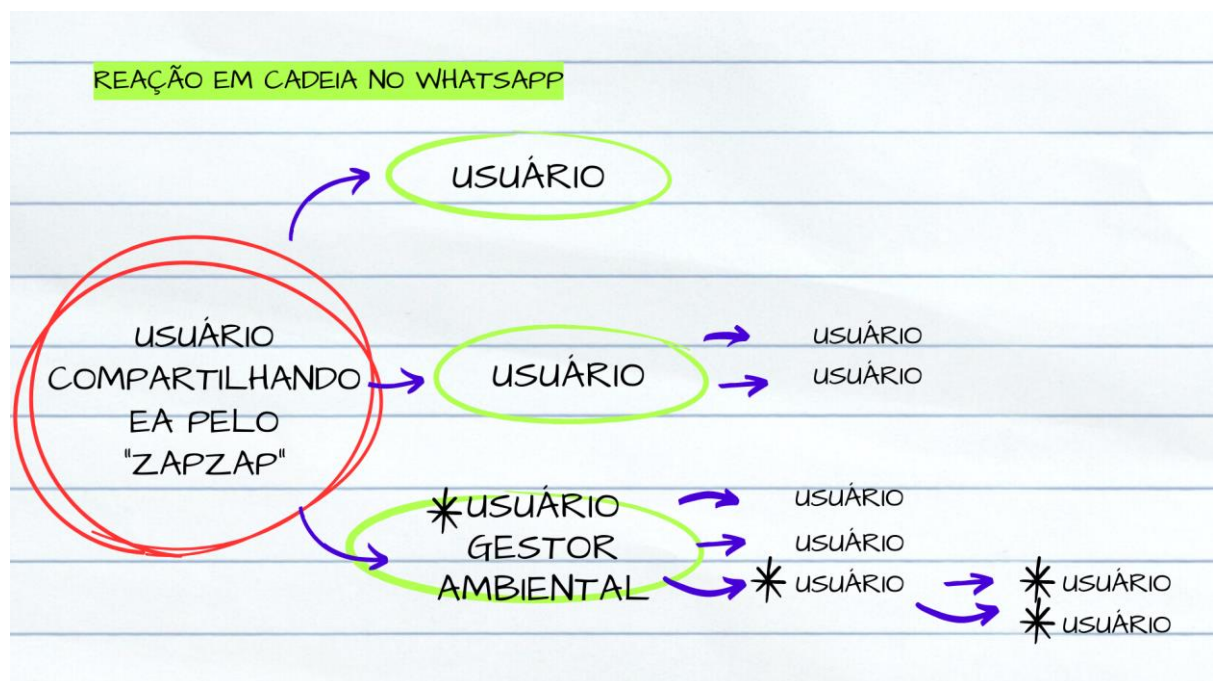 REAÇÃO EM CADEIA NO WHATSAPP
USUÁRIO
USUÁRIO
COMPARTILHANDO
EA PELO
"ZAPZAP"
USUÁRIO
USUÁRIO
USUÁRIO
*USUÁRIO
GESTOR
AMBIENTAL
USUÁRIO
USUÁRIO
* USUÁRIO
* USUÁRIO
* USUÁRIO